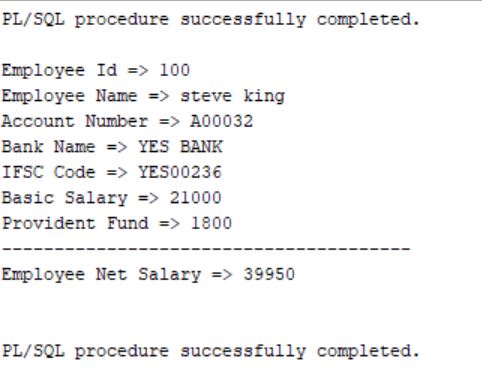 PL/SQL procedure successfully completed.
Employee Id => 100
Employee Name => steve king
Account Number => A00032
Bank Name => YES BANK
IFSC Code => YES00236
Basic Salary => 21000
Provident Fund => 1800
---------------------------------------
Employee Net Salary => 39950
PL/SQL procedure successfully completed.